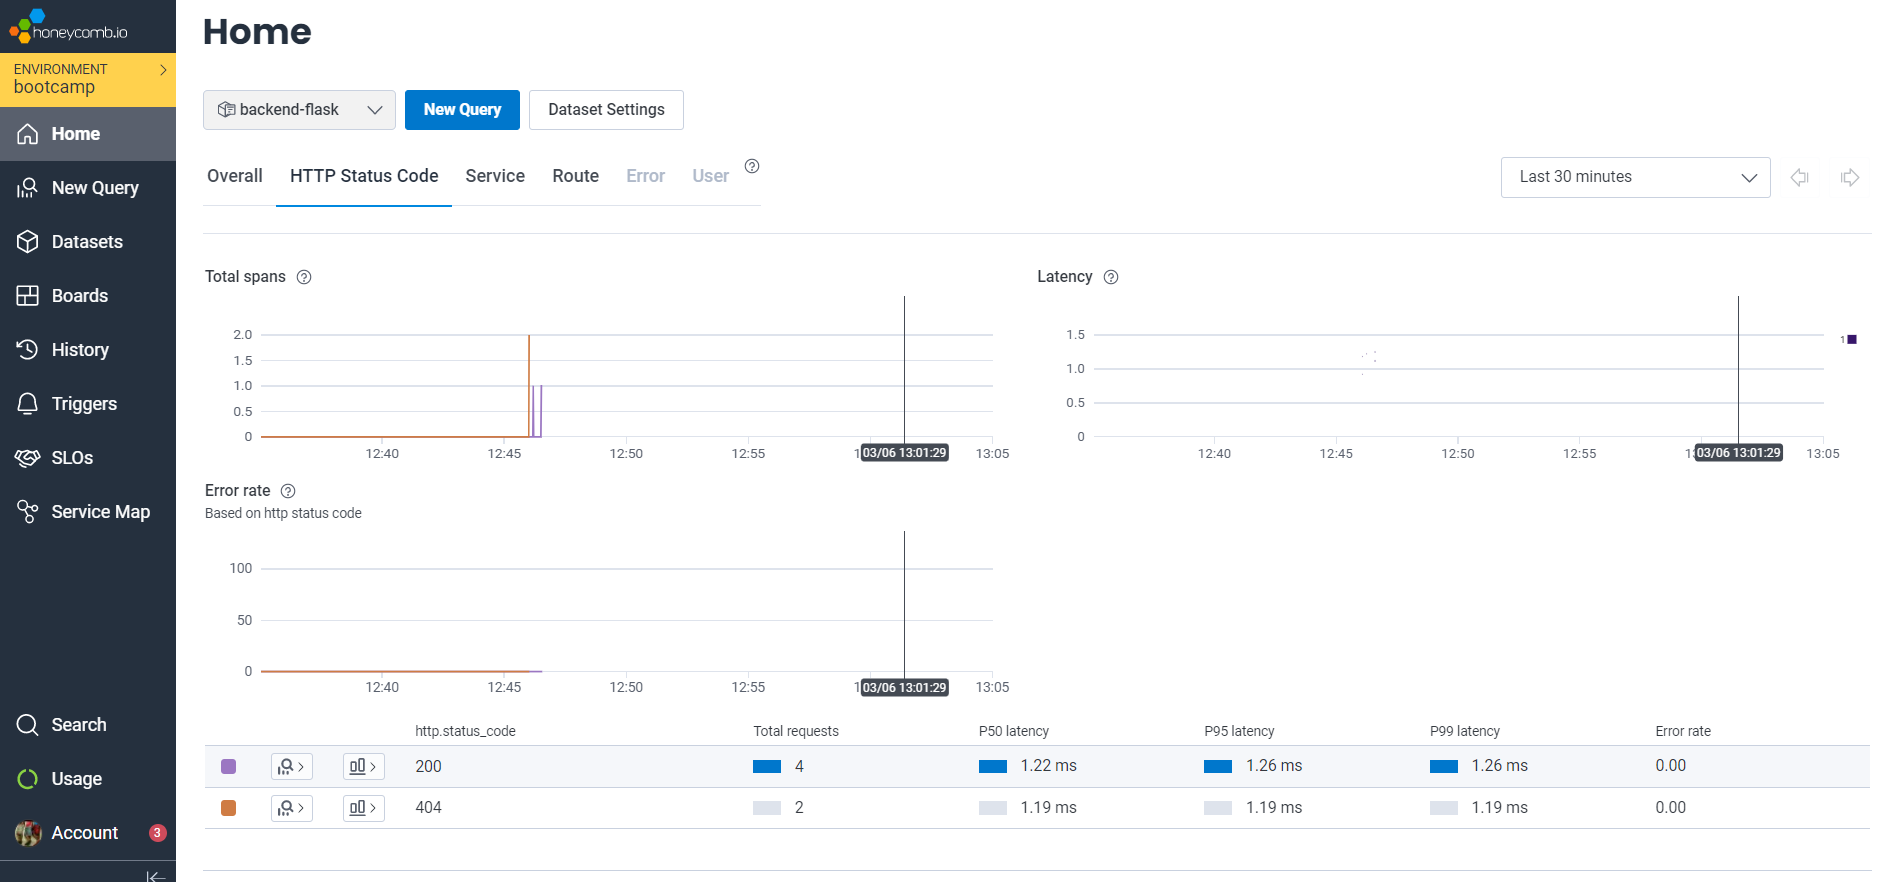 honeycomb.io
ENVIRONMENT
bootcamp
Home
New Query
Datasets
Boards
History
Triggers
SLOs
Service Map
Search
Usage
Account 3
Home
backend-flask New Query Dataset Settings
Overall HTTP Status Code Service Route Error User ?
Last 30 minutes
Total spans ?
2.0
1.5
1.0
0.5
0
12:40 12:45 12:50 12:55 1 03/06 13:01:29 13:05
Latency ?
1.5
1.0
0.5
0
1
12:40 12:45 12:50 12:55 1 03/06 13:01:29 13:05
Error rate ?
Based on http status code
100
50
0
12:40 12:45 12:50 12:55 1 03/06 13:01:29 13:05
http.status_code Total requests P50 latency P95 latency P99 latency Error rate
200 4 1.22 ms 1.26 ms 1.26 ms 0.00
404 2 1.19 ms 1.19 ms 1.19 ms 0.00